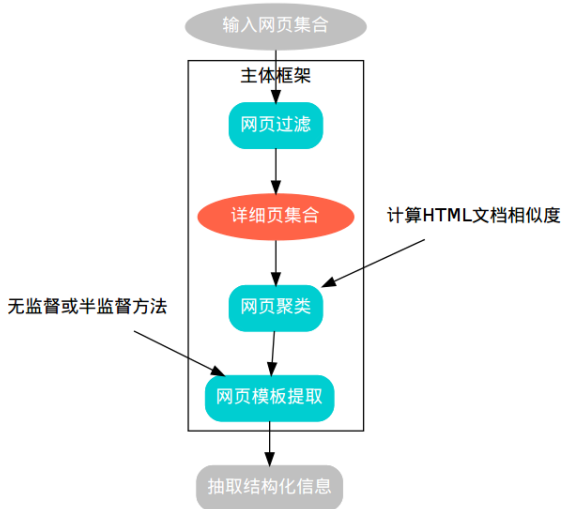 输入网页集合
主体框架
网页过滤
详细页集合
计算HTML文档相似度
网页聚类
无监督或半监督方法
网页模板提取
抽取结构化信息